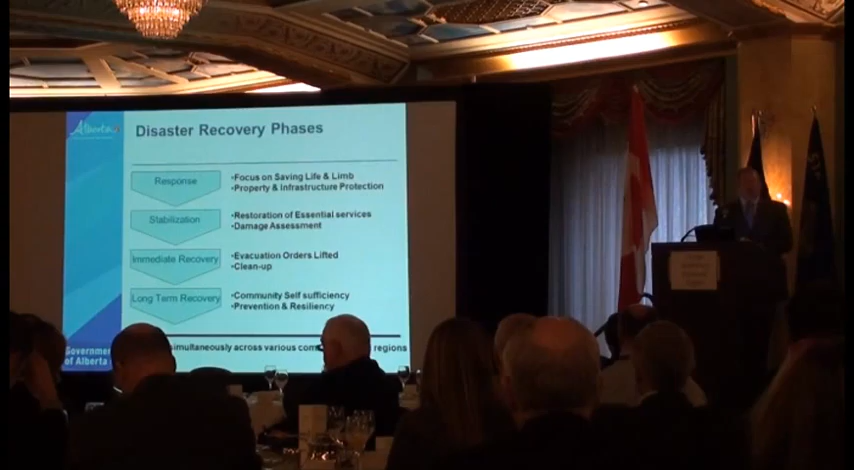 Alberta
Disaster Recovery Phases
Response
•Focus on Saving Life & Limb
•Property & Infrastructure Protection
Stabilization
•Restoration of Essential services
•Damage Assessment
Immediate Recovery
•Evacuation Orders Lifted
•Clean-up
Long Term Recovery
•Community Self sufficiency
•Prevention & Resiliency
simultaneously across various regions
Government
of Alberta